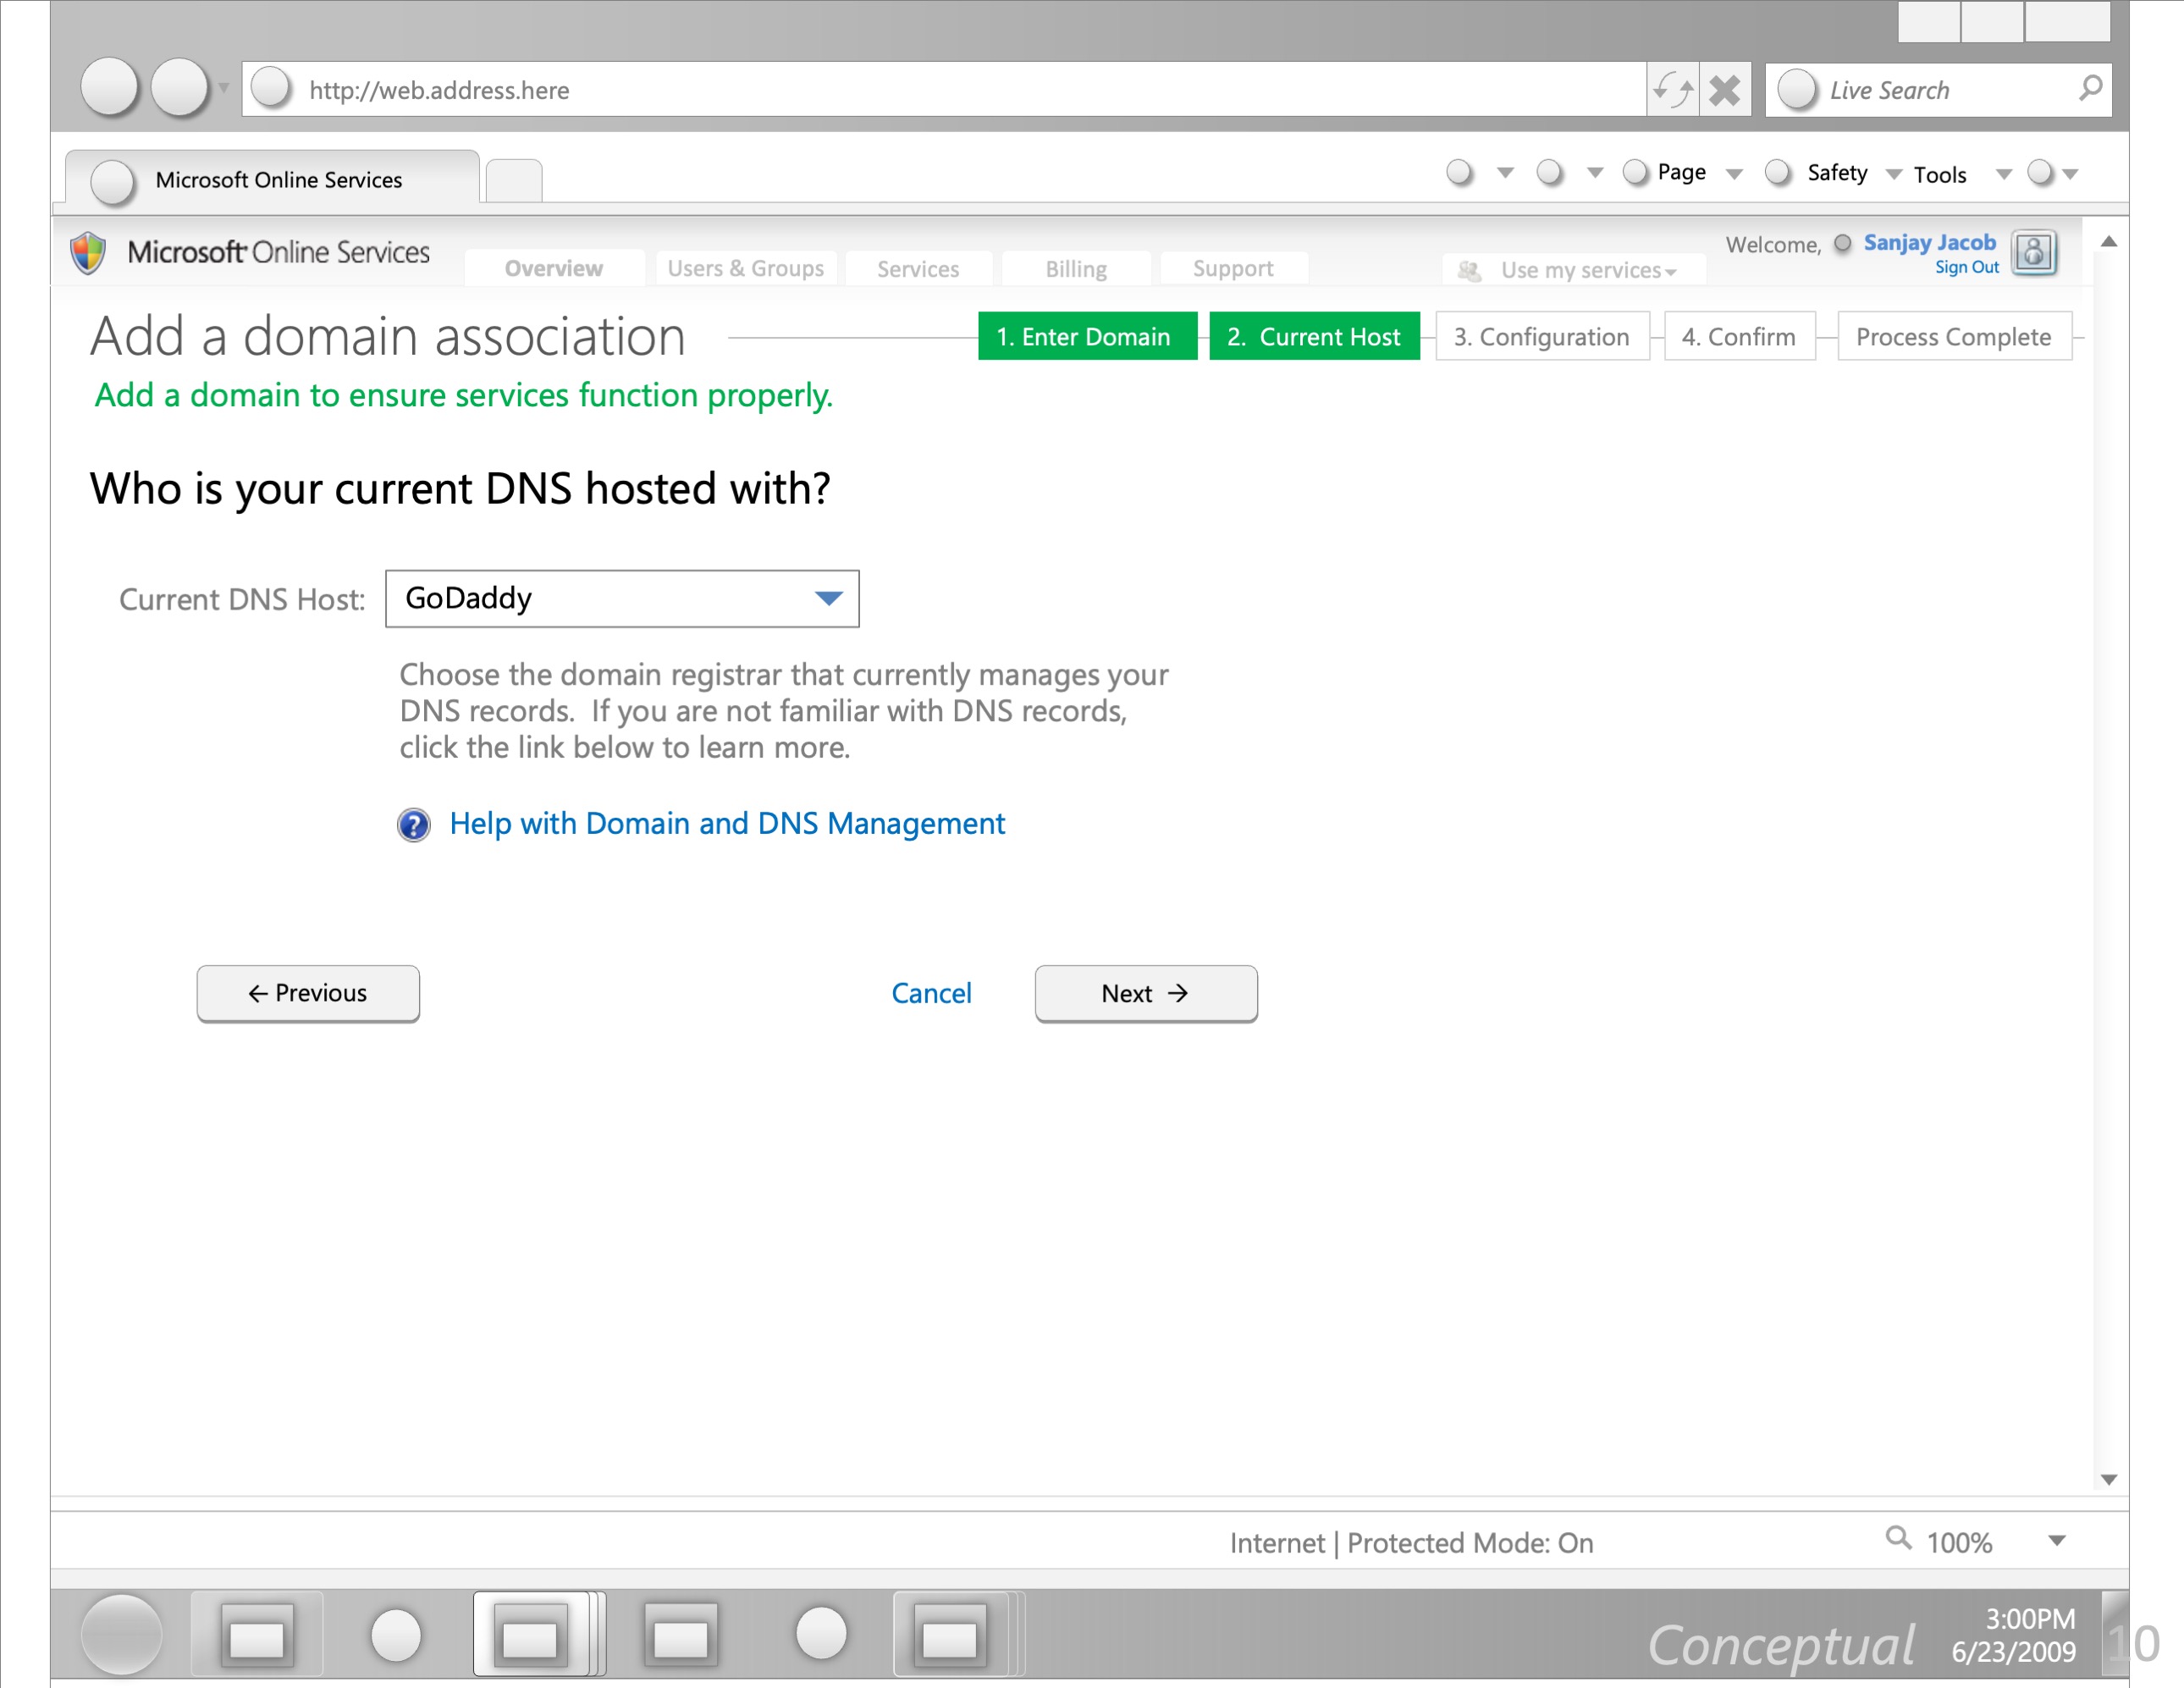 http://web.address.here
Live Search
Microsoft Online Services
Page
Safety
Tools
Microsoft Online Services
Overview
Users & Groups
Services
Billing
Support
Use my services
Welcome,
Sanjay Jacob
Sign Out
Add a domain association
1. Enter Domain
2. Current Host
3. Configuration
4. Confirm
Process Complete
Add a domain to ensure services function properly.
Who is your current DNS hosted with?
Current DNS Host:
GoDaddy
Choose the domain registrar that currently manages your
DNS records. If you are not familiar with DNS records,
click the link below to learn more.
? Help with Domain and DNS Management
← Previous
Cancel
Next →
Internet | Protected Mode: On
100%
Conceptual
3:00PM
6/23/2009
10